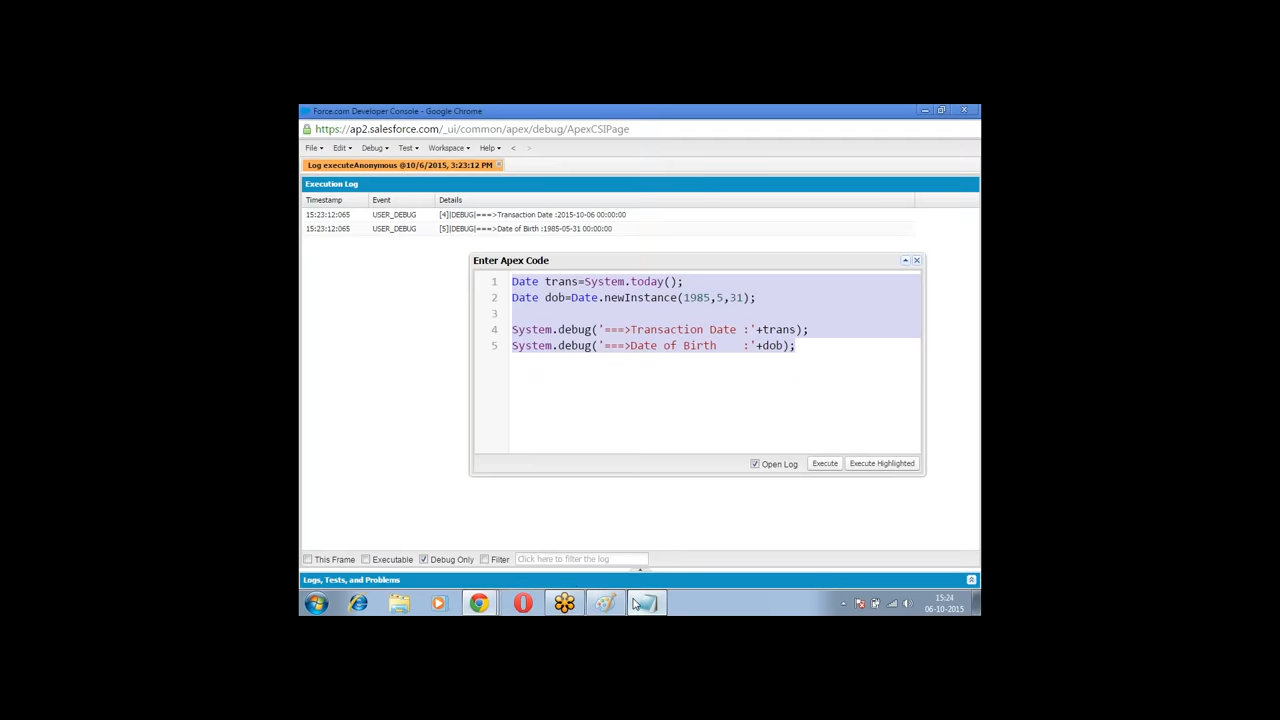 Force.com Developer Console - Google Chrome
https://ap2.salesforce.com/_ui/common/apex/debug/ApexCSIPage
File Edit Debug Test Workspace Help < >
Log executeAnonymous @10/6/2015, 3:23:12 PM
Execution Log
Timestamp Event Details
15:23:12:065 USER_DEBUG [4]|DEBUG|===>Transaction Date :2015-10-06 00:00:00
15:23:12:065 USER_DEBUG [5]|DEBUG|===>Date of Birth :1985-05-31 00:00:00
Enter Apex Code
1 Date trans=System.today();
2 Date dob=Date.newInstance(1985,5,31);
3
4 System.debug('===>Transaction Date :'+trans);
5 System.debug('===>Date of Birth    :'+dob);
Open Log Execute Execute Highlighted
This Frame Executable Debug Only Filter Click here to filter the log
Logs, Tests, and Problems
15:24
06-10-2015